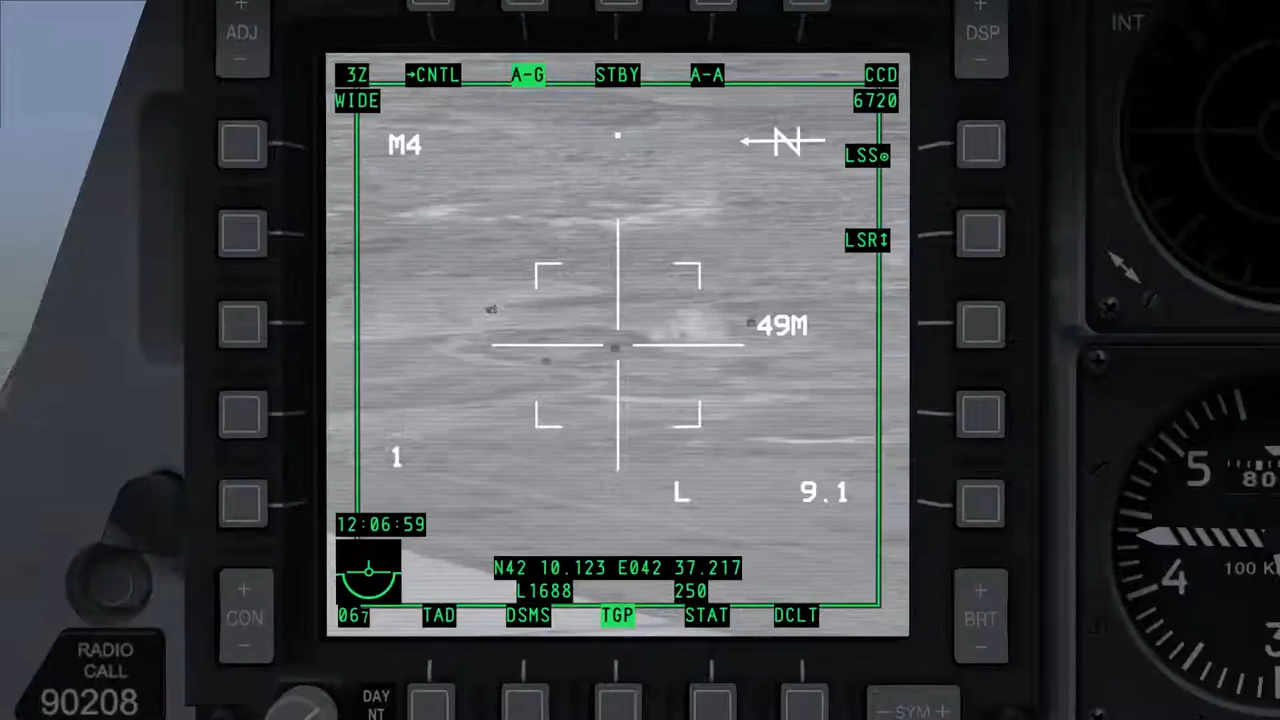 ADJ
DSP
INT
3Z →CNTL A-G STBY A-A CCD
WIDE 6720
M4 N
LSS⊙
LSR↕
49M
1
L 9.1
12:06:59
N42 10.123 E042 37.217
L1688 250
067 TAD DSMS TGP STAT DCLT
CON
BRT
RADIO
CALL
90208
DAY
NT
— SYM +
5
80
4
100 K
3